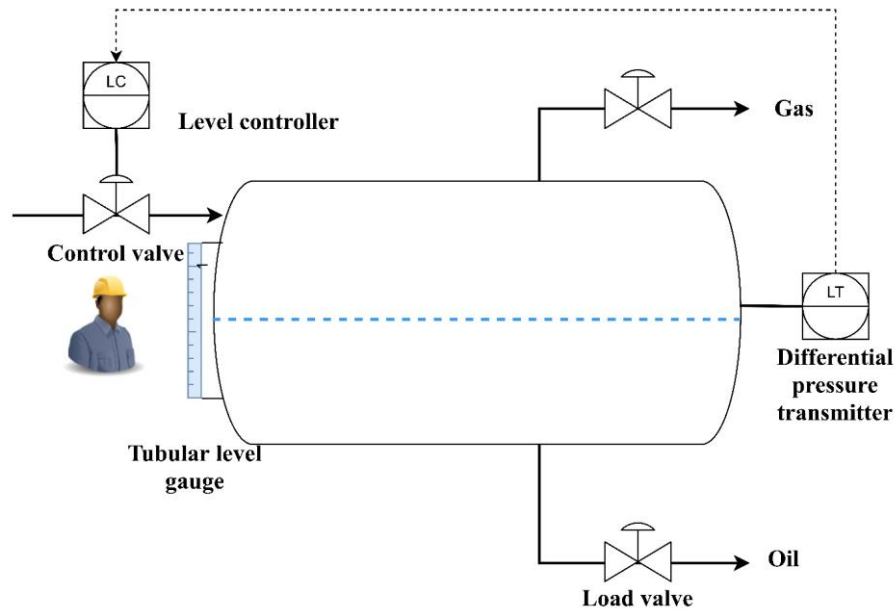 LC
Level controller
Gas
Control valve
LT
Differential
pressure
transmitter
Tubular level
gauge
Oil
Load valve